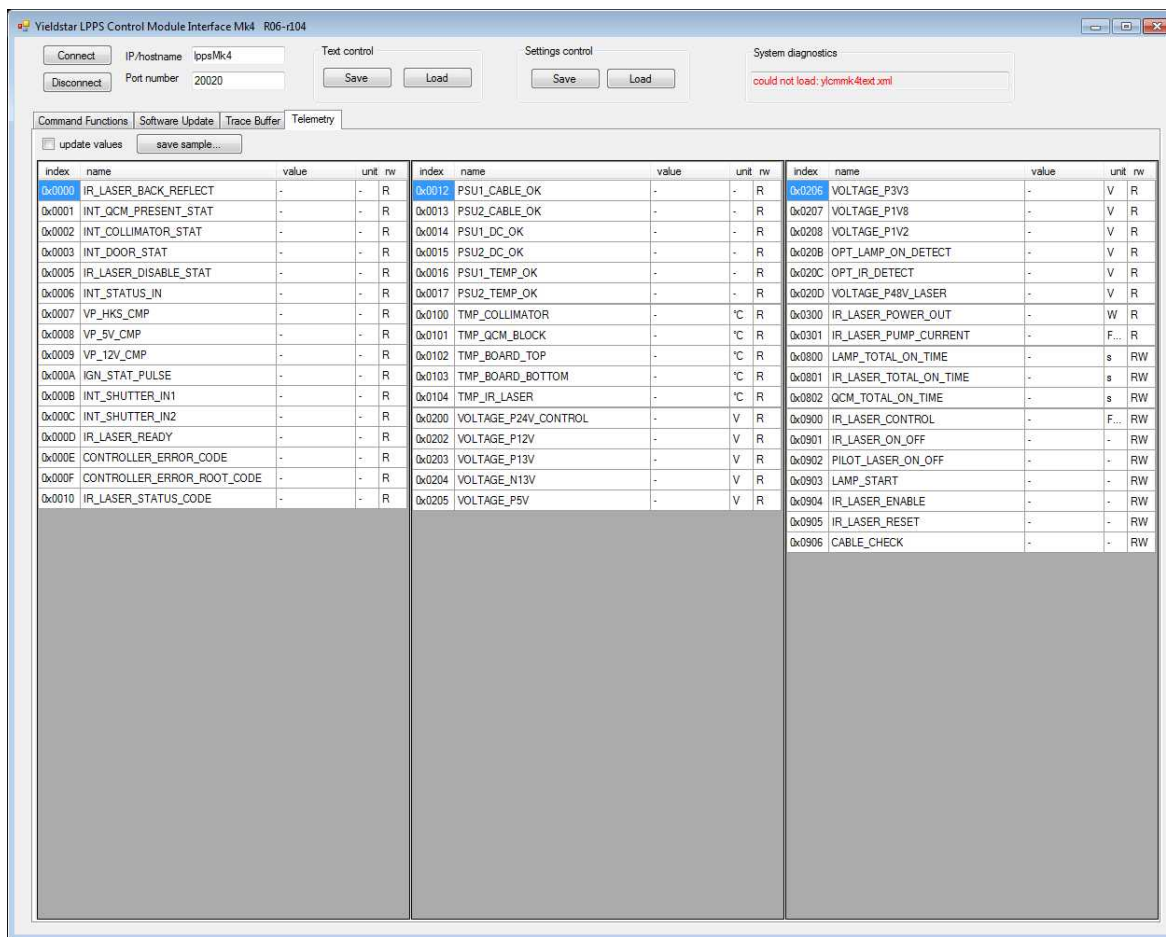 Yieldstar LPPS Control Module Interface Mk4 R06-r104
Connect IP/hostname lppsMk4 Text control Settings control System diagnostics
Disconnect Port number 20020 Save Load Save Load could not load: ylcmmk4text.xml
Command Functions Software Update Trace Buffer Telemetry
update values save sample...
index name value unit rw index name value unit rw index name value unit rw
0x0000 IR_LASER_BACK_REFLECT - - R 0x0012 PSU1_CABLE_OK - - R 0x0206 VOLTAGE_P3V3 - V R
0x0001 INT_QCM_PRESENT_STAT - - R 0x0013 PSU2_CABLE_OK - - R 0x0207 VOLTAGE_P1V8 - V R
0x0002 INT_COLLIMATOR_STAT - - R 0x0014 PSU1_DC_OK - - R 0x0208 VOLTAGE_P1V2 - V R
0x0003 INT_DOOR_STAT - - R 0x0015 PSU2_DC_OK - - R 0x020B OPT_LAMP_ON_DETECT - V R
0x0005 IR_LASER_DISABLE_STAT - - R 0x0016 PSU1_TEMP_OK - - R 0x020C OPT_IR_DETECT - V R
0x0006 INT_STATUS_IN - - R 0x0017 PSU2_TEMP_OK - - R 0x020D VOLTAGE_P48V_LASER - V R
0x0007 VP_HKS_CMP - - R 0x0100 TMP_COLLIMATOR - °C R 0x0300 IR_LASER_POWER_OUT - W R
0x0008 VP_5V_CMP - - R 0x0101 TMP_QCM_BLOCK - °C R 0x0301 IR_LASER_PUMP_CURRENT - F... R
0x0009 VP_12V_CMP - - R 0x0102 TMP_BOARD_TOP - °C R 0x0800 LAMP_TOTAL_ON_TIME - s RW
0x000A IGN_STAT_PULSE - - R 0x0103 TMP_BOARD_BOTTOM - °C R 0x0801 IR_LASER_TOTAL_ON_TIME - s RW
0x000B INT_SHUTTER_IN1 - - R 0x0104 TMP_IR_LASER - °C R 0x0802 QCM_TOTAL_ON_TIME - s RW
0x000C INT_SHUTTER_IN2 - - R 0x0200 VOLTAGE_P24V_CONTROL - V R 0x0900 IR_LASER_CONTROL - F... RW
0x000D IR_LASER_READY - - R 0x0202 VOLTAGE_P12V - V R 0x0901 IR_LASER_ON_OFF - - RW
0x000E CONTROLLER_ERROR_CODE - - R 0x0203 VOLTAGE_P13V - V R 0x0902 PILOT_LASER_ON_OFF - - RW
0x000F CONTROLLER_ERROR_ROOT_CODE - - R 0x0204 VOLTAGE_N13V - V R 0x0903 LAMP_START - - RW
0x0010 IR_LASER_STATUS_CODE - - R 0x0205 VOLTAGE_P5V - V R 0x0904 IR_LASER_ENABLE - - RW
0x0905 IR_LASER_RESET - - RW
0x0906 CABLE_CHECK - - RW